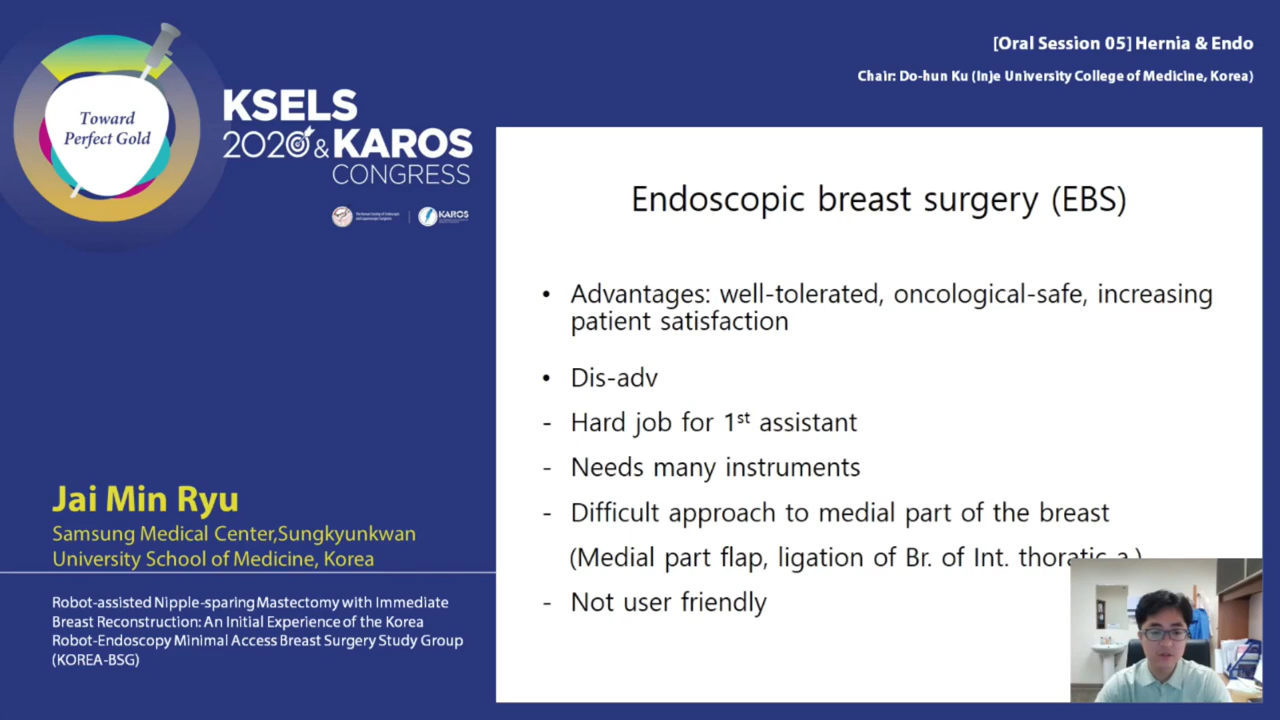 [Oral Session 05] Hernia & Endo
Chair: Do-hun Ku (Inje University College of Medicine, Korea)
Toward
Perfect Gold
KSELS
2020 & KAROS
CONGRESS
KAROS
Endoscopic breast surgery (EBS)
• Advantages: well-tolerated, oncological-safe, increasing
patient satisfaction
• Dis-adv
- Hard job for 1st assistant
- Needs many instruments
- Difficult approach to medial part of the breast
(Medial part flap, ligation of Br. of Int. thoratic a.)
- Not user friendly
Jai Min Ryu
Samsung Medical Center,Sungkyunkwan
University School of Medicine, Korea
Robot-assisted Nipple-sparing Mastectomy with Immediate
Breast Reconstruction: An Initial Experience of the Korea
Robot-Endoscopy Minimal Access Breast Surgery Study Group
(KOREA-BSG)